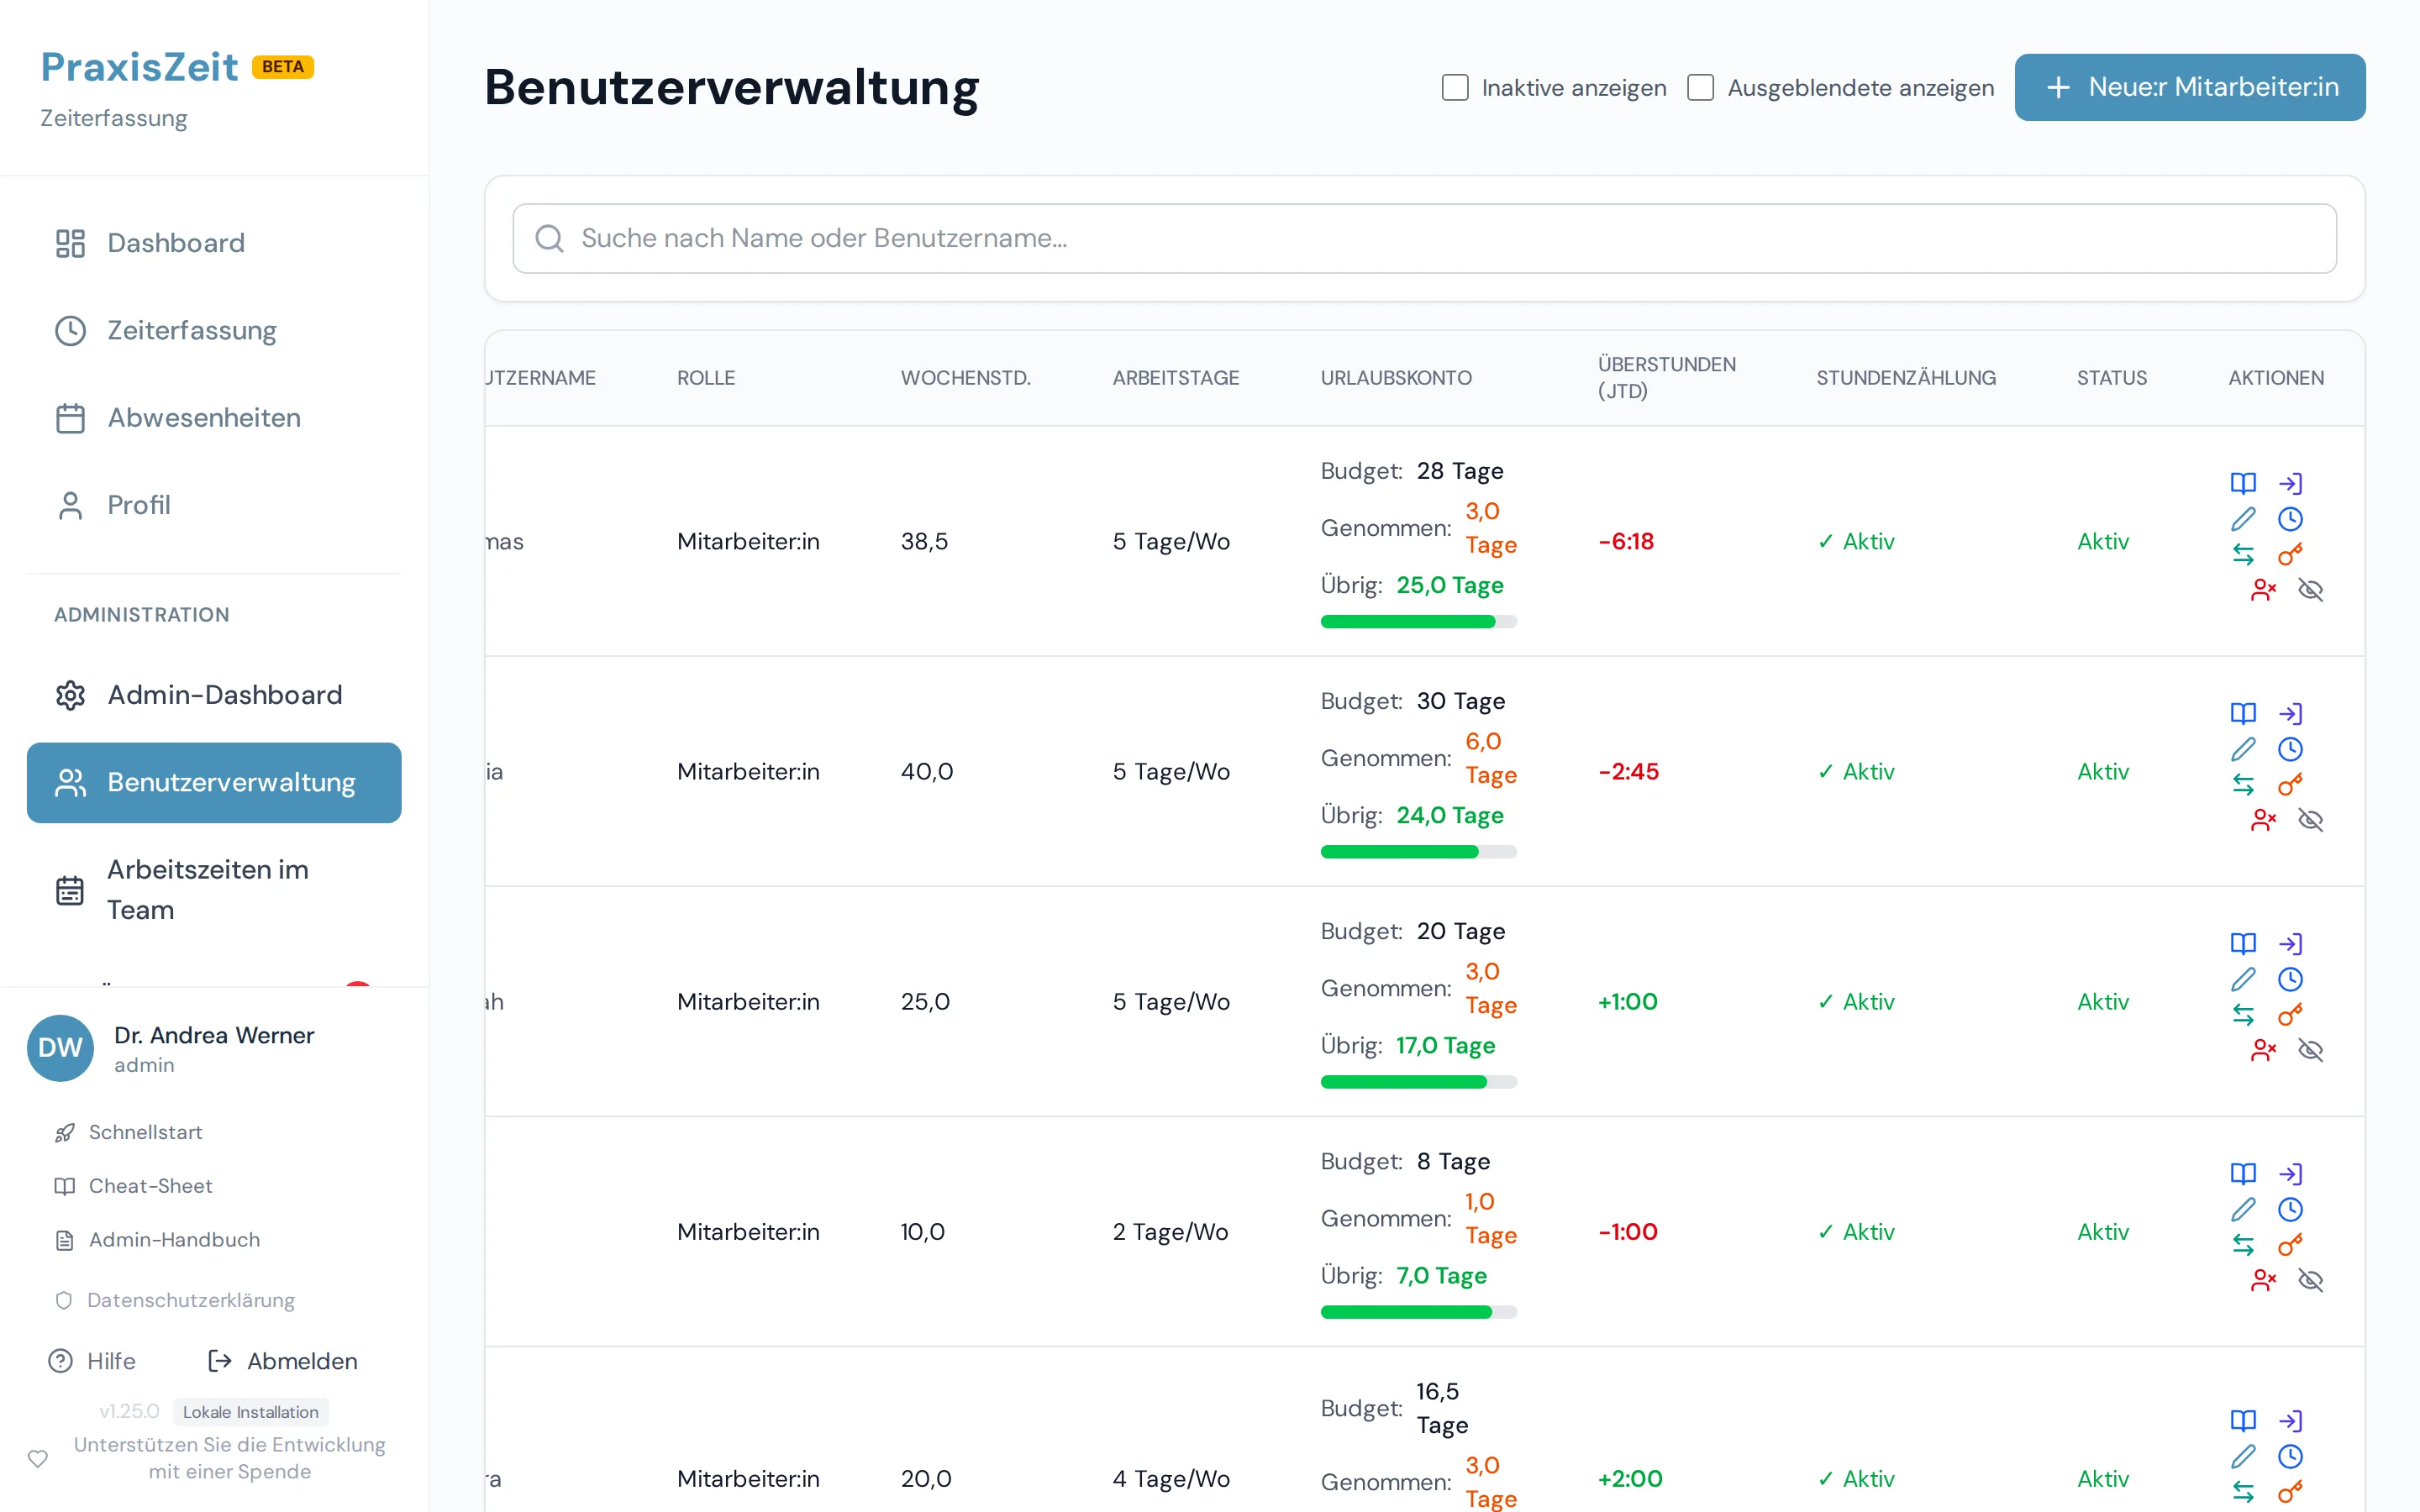 PraxisZeit BETA
Zeiterfassung
Dashboard
Zeiterfassung
Abwesenheiten
Profil
ADMINISTRATION
Admin-Dashboard
Benutzerverwaltung
Arbeitszeiten im
Team
DW Dr. Andrea Werner
admin
Schnellstart
Cheat-Sheet
Admin-Handbuch
Datenschutzerklärung
Hilfe Abmelden
v1.25.0 Lokale Installation
Unterstützen Sie die Entwicklung
mit einer Spende
Benutzerverwaltung
Inaktive anzeigen Ausgeblendete anzeigen + Neue:r Mitarbeiter:in
Suche nach Name oder Benutzername...
UTZERNAME ROLLE WOCHENSTD. ARBEITSTAGE URLAUBSKONTO ÜBERSTUNDEN (JTD) STUNDENZÄHLUNG STATUS AKTIONEN
Budget: 28 Tage
Genommen: 3,0 Tage
mas Mitarbeiter:in 38,5 5 Tage/Wo -6:18 ✓ Aktiv Aktiv
Übrig: 25,0 Tage
Budget: 30 Tage
Genommen: 6,0 Tage
ia Mitarbeiter:in 40,0 5 Tage/Wo -2:45 ✓ Aktiv Aktiv
Übrig: 24,0 Tage
Budget: 20 Tage
Genommen: 3,0 Tage
ah Mitarbeiter:in 25,0 5 Tage/Wo +1:00 ✓ Aktiv Aktiv
Übrig: 17,0 Tage
Budget: 8 Tage
Genommen: 1,0 Tage
Mitarbeiter:in 10,0 2 Tage/Wo -1:00 ✓ Aktiv Aktiv
Übrig: 7,0 Tage
Budget: 16,5 Tage
Genommen: 3,0 Tage
ra Mitarbeiter:in 20,0 4 Tage/Wo +2:00 ✓ Aktiv Aktiv